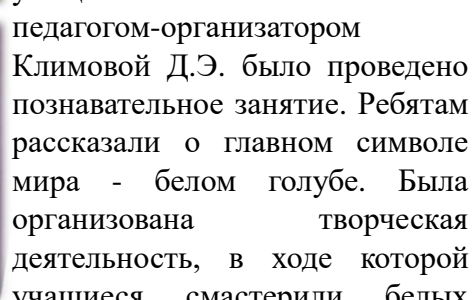 педагогом-организатором
Климовой Д.Э. было проведено
познавательное занятие. Ребятам
рассказали о главном символе
мира - белом голубе. Была
организована творческая
деятельность, в ходе которой
учащиеся смастерили белых